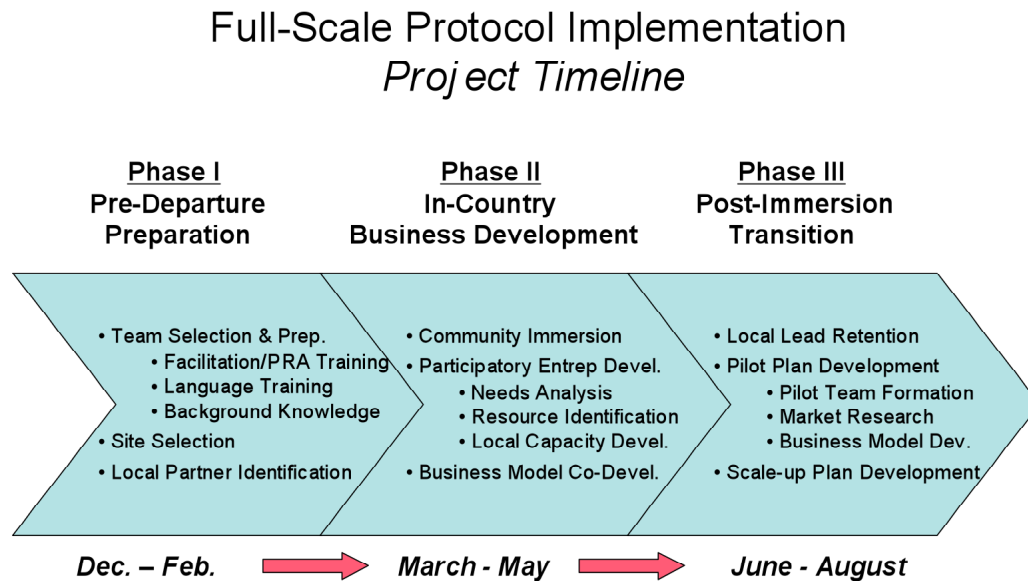 Full-Scale Protocol Implementation
Project Timeline
Phase I
Pre-Departure
Preparation
Phase II
In-Country
Business Development
Phase III
Post-Immersion
Transition
• Team Selection & Prep.
• Facilitation/PRA Training
• Language Training
• Background Knowledge
• Site Selection
• Local Partner Identification
• Community Immersion
• Participatory Entrep Devel.
• Needs Analysis
• Resource Identification
• Local Capacity Devel.
• Business Model Co-Devel.
• Local Lead Retention
• Pilot Plan Development
• Pilot Team Formation
• Market Research
• Business Model Dev.
• Scale-up Plan Development
Dec. – Feb.
March - May
June - August